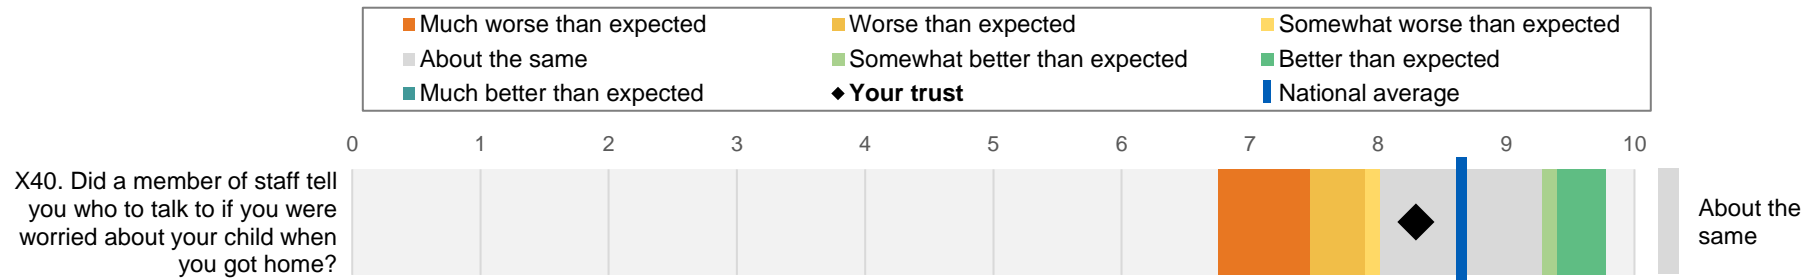 Much worse than expected Worse than expected Somewhat worse than expected
About the same Somewhat better than expected Better than expected
Much better than expected Your trust National average
0 1 2 3 4 5 6 7 8 9 10
X40. Did a member of staff tell
you who to talk to if you were
worried about your child when
you got home?
About the
same